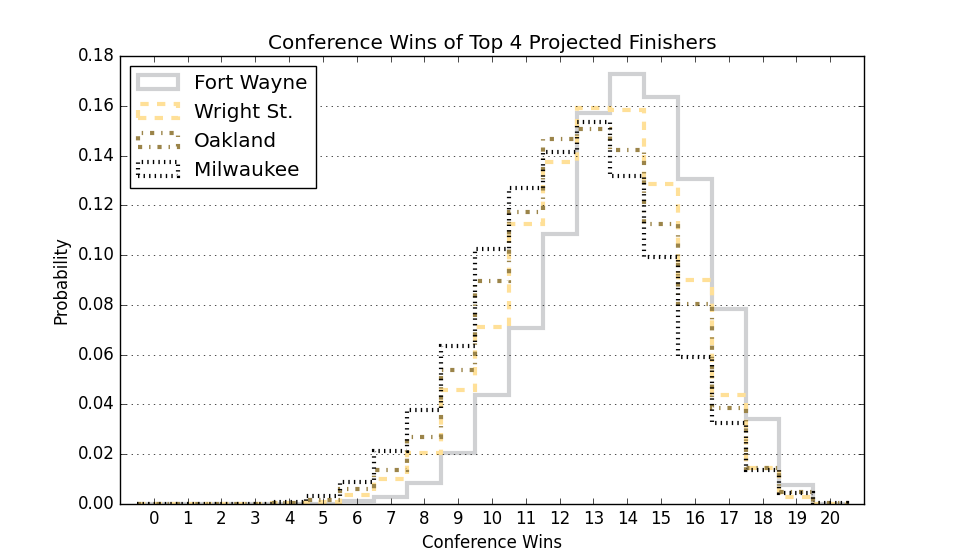 Conference Wins of Top 4 Projected Finishers
0.18
0.16
0.14
0.12
0.10
0.08
0.06
0.04
0.02
0.00
Probability
Fort Wayne
Wright St.
Oakland
Milwaukee
0 1 2 3 4 5 6 7 8 9 10 11 12 13 14 15 16 17 18 19 20
Conference Wins